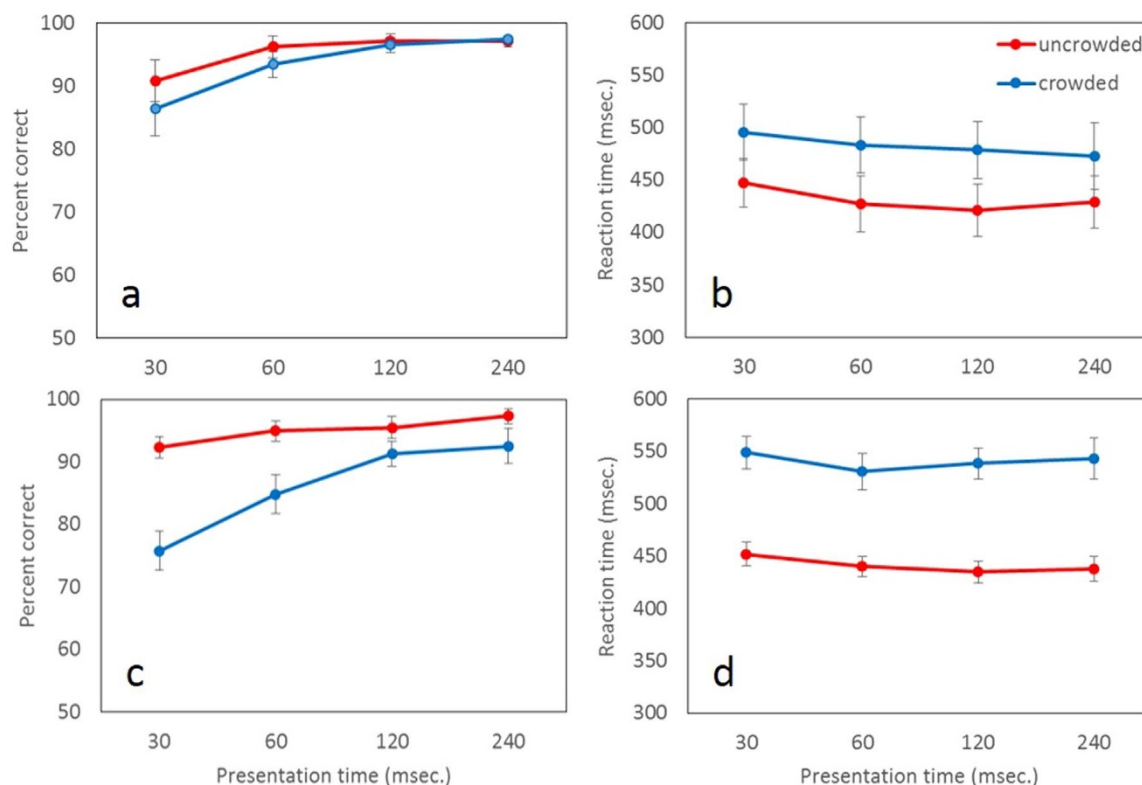 Percent correct
100
90
80
70
60
50
30 60 120 240
a
Reaction time (msec.)
600
550
500
450
400
350
300
30 60 120 240
uncrowded
crowded
b
Percent correct
100
90
80
70
60
50
30 60 120 240
Presentation time (msec.)
c
Reaction time (msec.)
600
550
500
450
400
350
300
30 60 120 240
Presentation time (msec.)
d